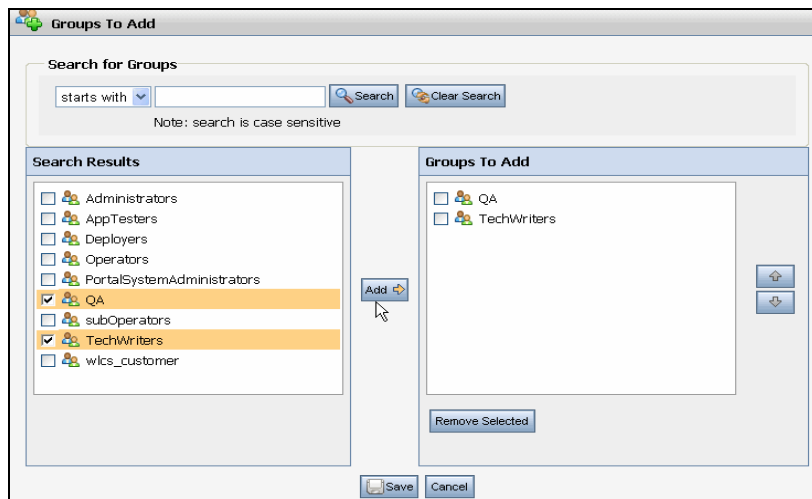 Groups To Add
Search for Groups
starts with
Search
Clear Search
Note: search is case sensitive
Search Results
Administrators
AppTesters
Deployers
Operators
PortalSystemAdministrators
QA
subOperators
TechWriters
wlcs_customer
Add
Groups To Add
QA
TechWriters
Remove Selected
Save
Cancel